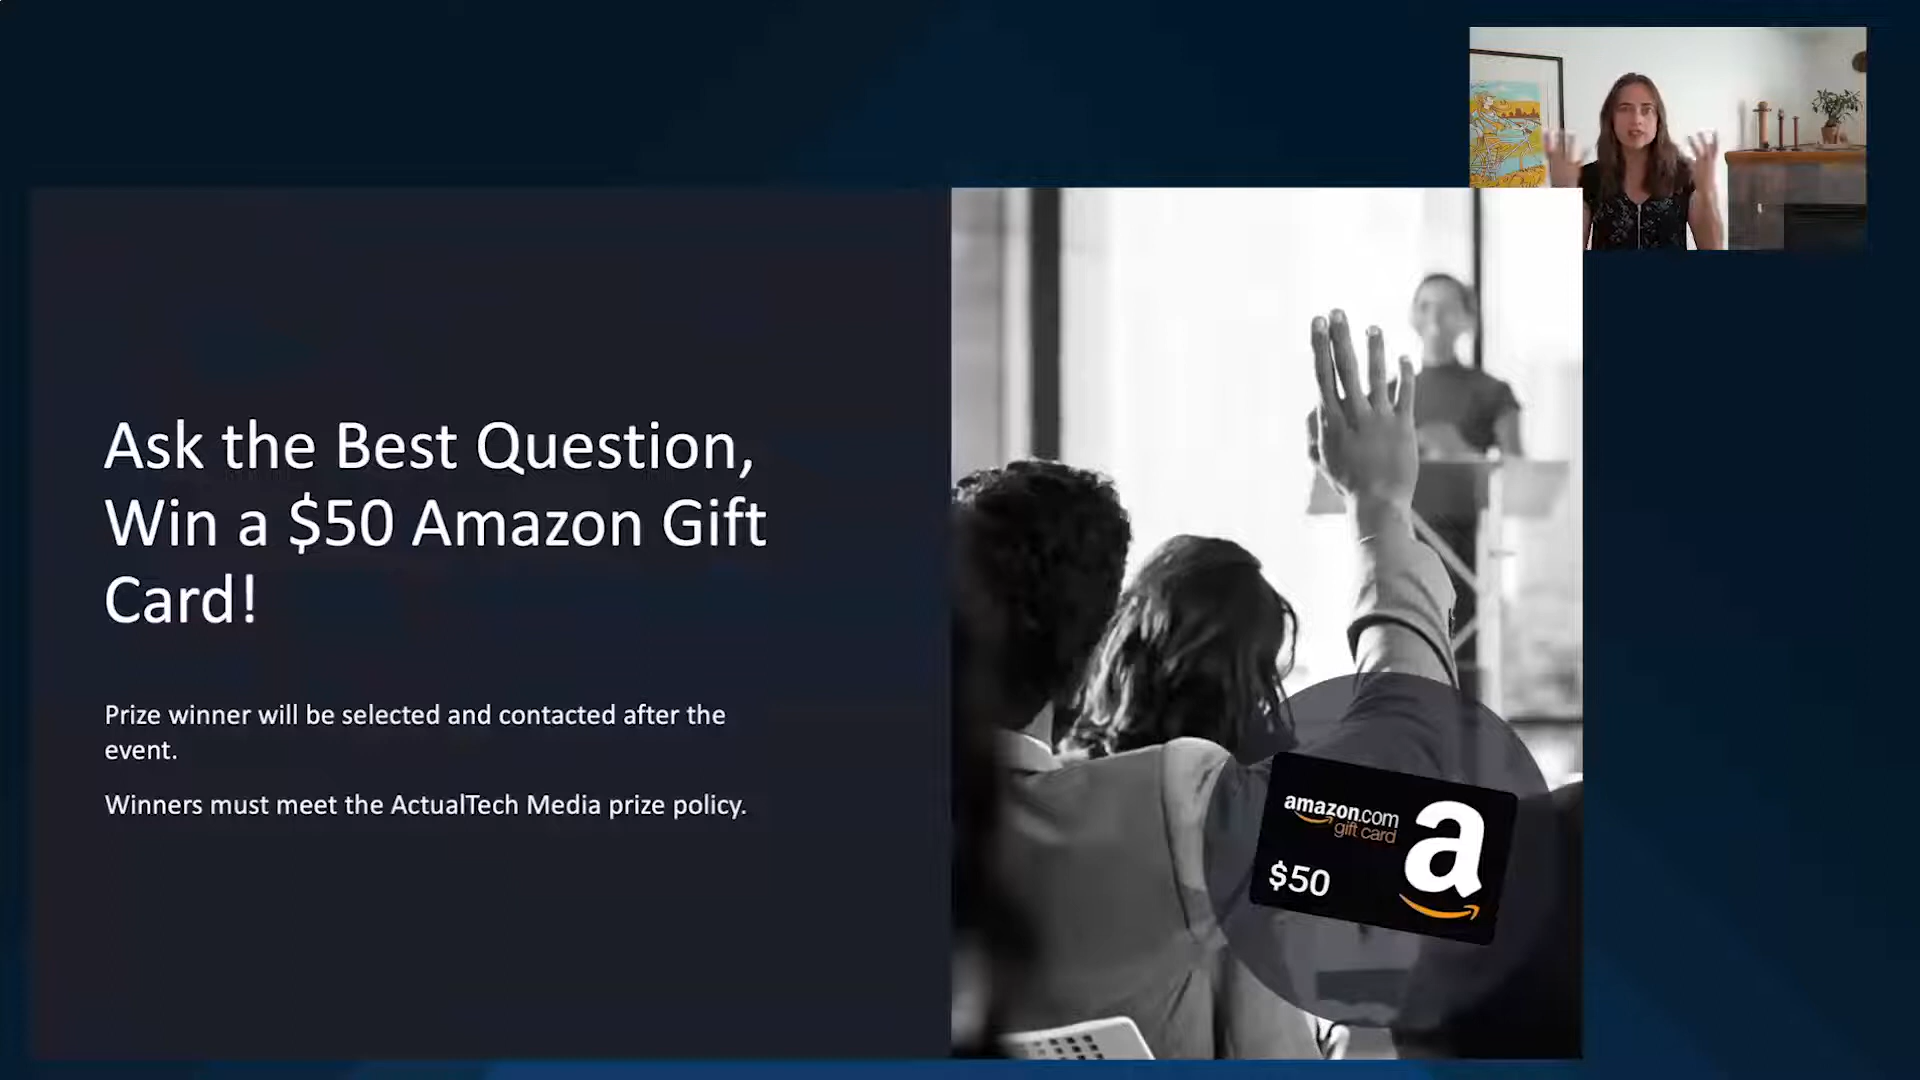 Ask the Best Question,
Win a $50 Amazon Gift
Card!
Prize winner will be selected and contacted after the
event.
Winners must meet the ActualTech Media prize policy.
amazon.com
gift card
$50
a